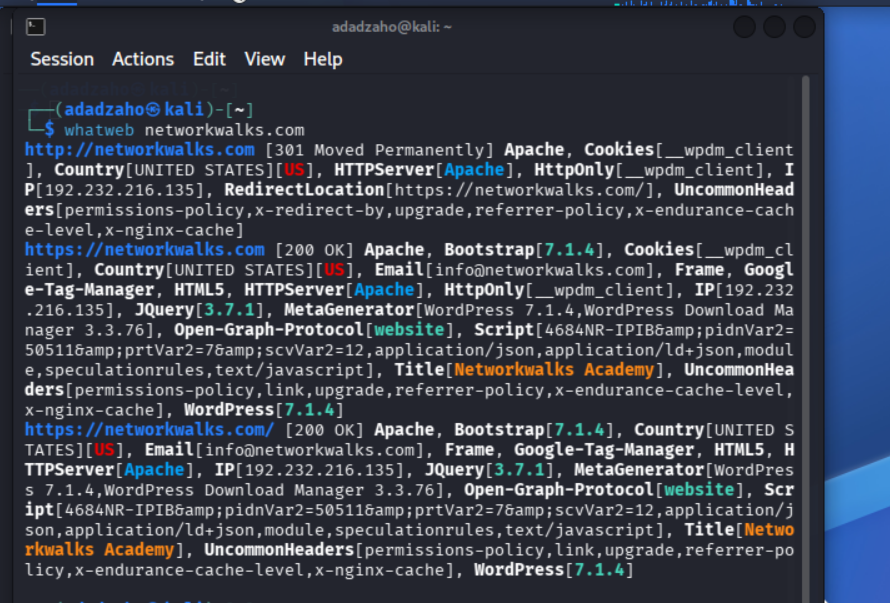 adadzaho@kali: ~
Session Actions Edit View Help
┌──(adadzaho㉿kali)-[~]
└─$ whatweb networkwalks.com
http://networkwalks.com [301 Moved Permanently] Apache, Cookies[__wpdm_client
], Country[UNITED STATES][US], HTTPServer[Apache], HttpOnly[__wpdm_client], I
P[192.232.216.135], RedirectLocation[https://networkwalks.com/], UncommonHead
ers[permissions-policy,x-redirect-by,upgrade,referrer-policy,x-endurance-cach
e-level,x-nginx-cache]
https://networkwalks.com [200 OK] Apache, Bootstrap[7.1.4], Cookies[__wpdm_cl
ient], Country[UNITED STATES][US], Email[info@networkwalks.com], Frame, Googl
e-Tag-Manager, HTML5, HTTPServer[Apache], HttpOnly[__wpdm_client], IP[192.232
.216.135], JQuery[3.7.1], MetaGenerator[WordPress 7.1.4,WordPress Download Ma
nager 3.3.76], Open-Graph-Protocol[website], Script[4684NR-IPIB&amp;pidnVar2=
50511&amp;prtVar2=7&amp;scvVar2=12,application/json,application/ld+json,modul
e,speculationrules,text/javascript], Title[Networkwalks Academy], UncommonHea
ders[permissions-policy,link,upgrade,referrer-policy,x-endurance-cache-level,
x-nginx-cache], WordPress[7.1.4]
https://networkwalks.com/ [200 OK] Apache, Bootstrap[7.1.4], Country[UNITED S
TATES][US], Email[info@networkwalks.com], Frame, Google-Tag-Manager, HTML5, H
TTPServer[Apache], IP[192.232.216.135], JQuery[3.7.1], MetaGenerator[WordPres
s 7.1.4,WordPress Download Manager 3.3.76], Open-Graph-Protocol[website], Scr
ipt[4684NR-IPIB&amp;pidnVar2=50511&amp;prtVar2=7&amp;scvVar2=12,application/j
son,application/ld+json,module,speculationrules,text/javascript], Title[Netwo
rkwalks Academy], UncommonHeaders[permissions-policy,link,upgrade,referrer-po
licy,x-endurance-cache-level,x-nginx-cache], WordPress[7.1.4]